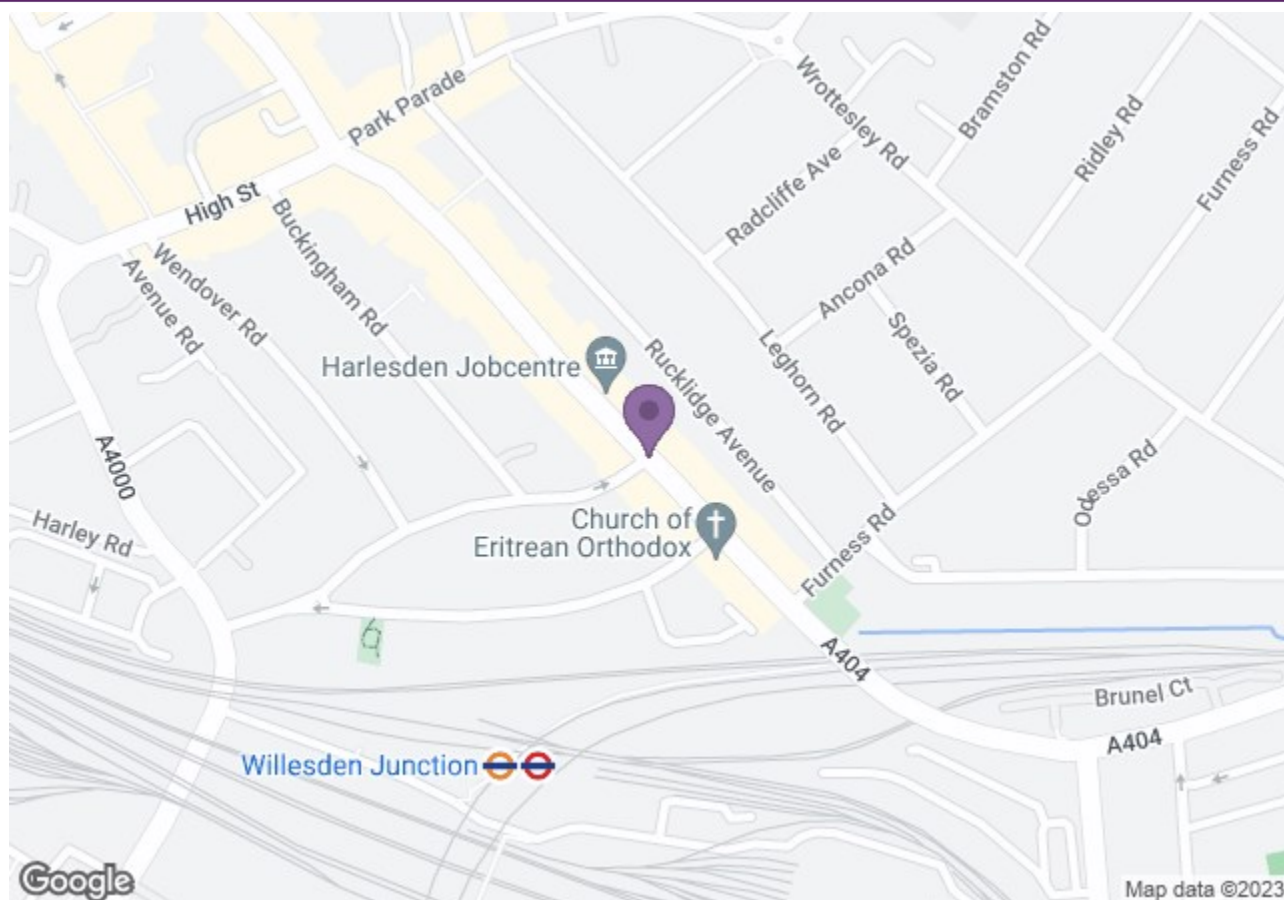 Park Parade
Wrottesley Rd
Bramston Rd
Ridley Rd
Furness Rd
High St
Buckingham Rd
Radcliffe Ave
Wendover Rd
Avenue Rd
Ancona Rd
Spezia Rd
Harlesden Jobcentre
Rucklidge Avenue
Leghorn Rd
A4000
Odessa Rd
Harley Rd
Church of
Eritrean Orthodox
Furness Rd
A404
Brunel Ct
A404
Willesden Junction
Google
Map data ©2023